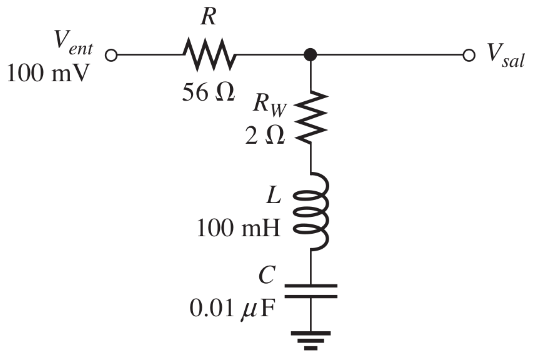 R
V_ent
100 mV
V_sal
56 Ω
R_W
2 Ω
L
100 mH
C
0.01 μF